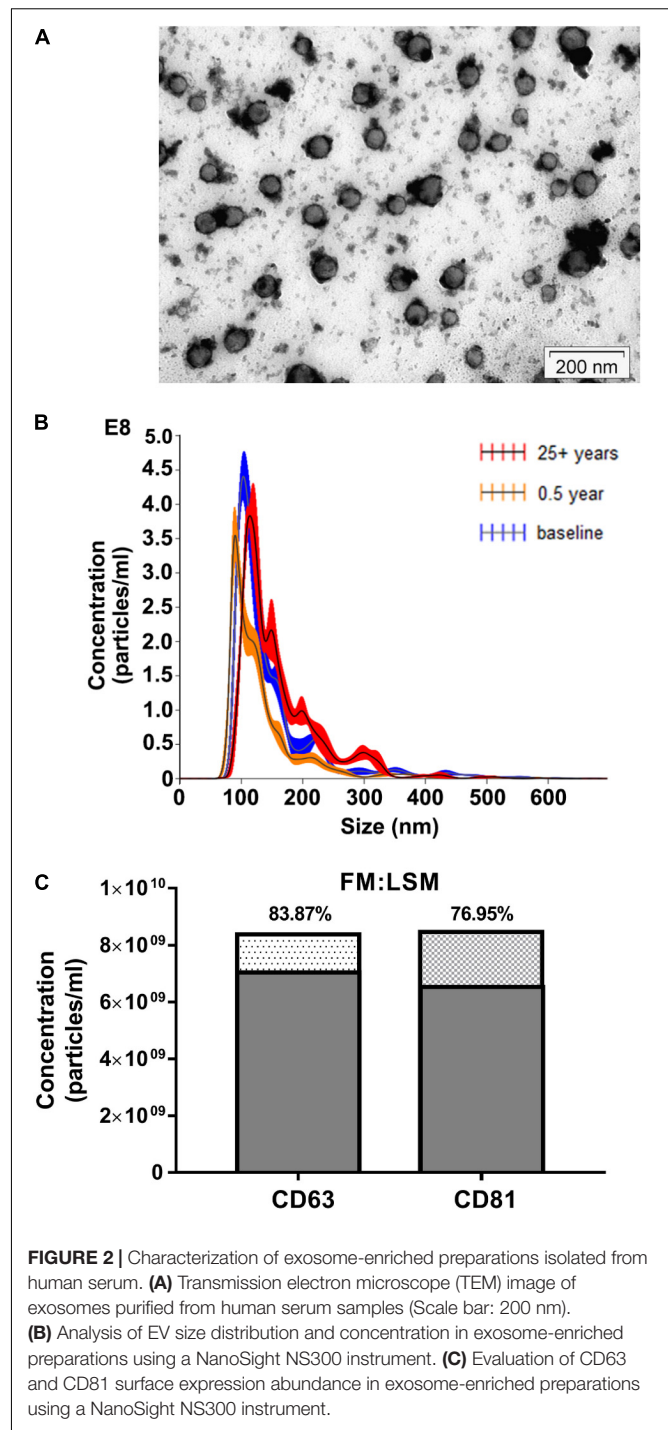 A
200 nm
B
E8
5.0
4.5
4.0
3.5
3.0
2.5
2.0
1.5
1.0
0.5
0
Concentration
(particles/ml)
25+ years
0.5 year
baseline
0 100 200 300 400 500 600
Size (nm)
C
FM:LSM
1×10¹⁰
8×10⁰⁹
6×10⁰⁹
4×10⁰⁹
2×10⁰⁹
0
Concentration
(particles/ml)
83.87% 76.95%
CD63 CD81
FIGURE 2 | Characterization of exosome-enriched preparations isolated from
human serum. (A) Transmission electron microscope (TEM) image of
exosomes purified from human serum samples (Scale bar: 200 nm).
(B) Analysis of EV size distribution and concentration in exosome-enriched
preparations using a NanoSight NS300 instrument. (C) Evaluation of CD63
and CD81 surface expression abundance in exosome-enriched preparations
using a NanoSight NS300 instrument.